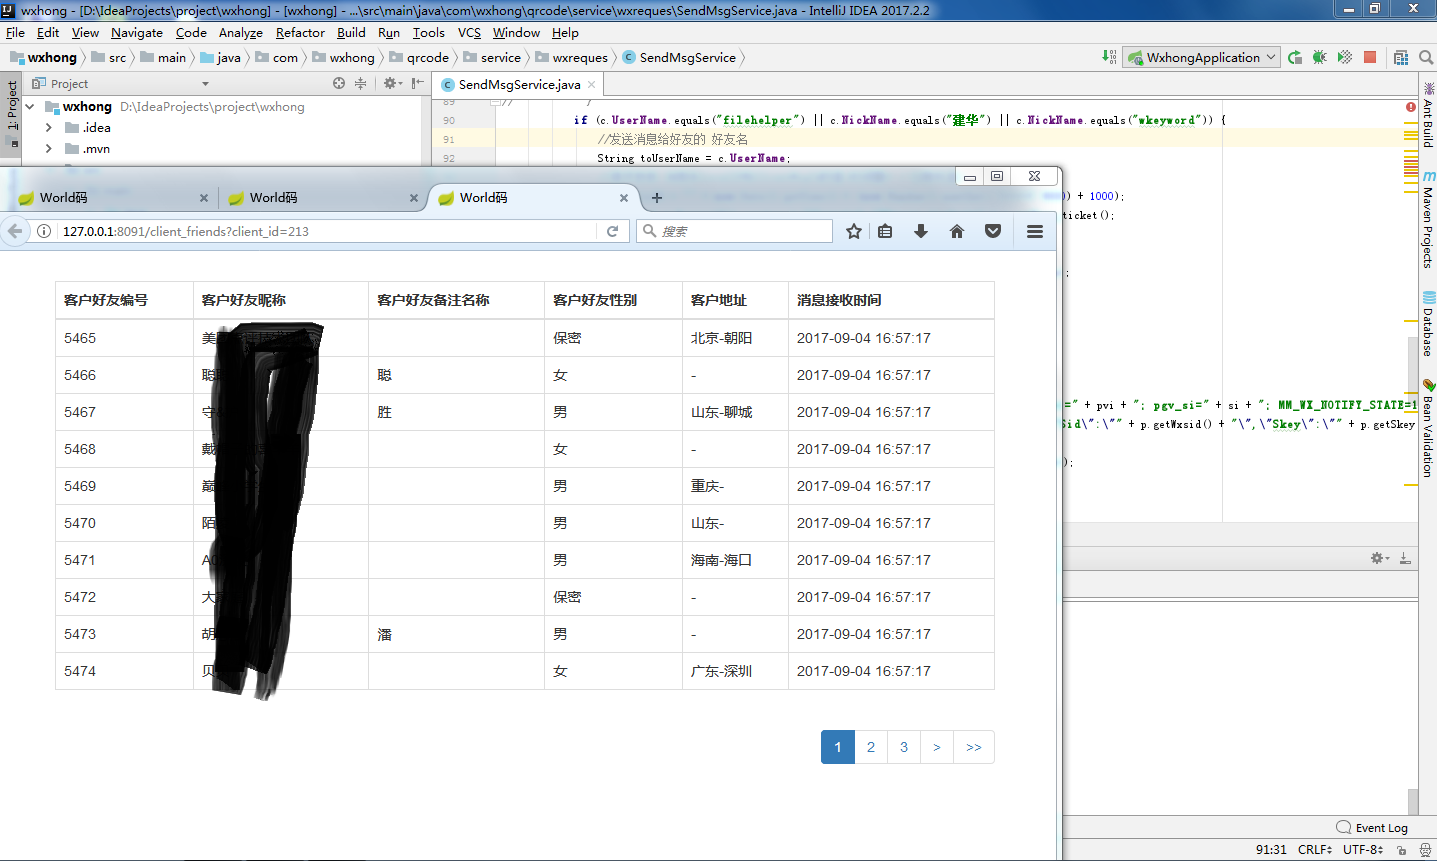 wxhong - [D:\IdeaProjects\project\wxhong] - [wxhong] - ...\src\main\java\com\wxhong\qrcode\service\wxreques\SendMsgService.java - IntelliJ IDEA 2017.2.2
File Edit View Navigate Code Analyze Refactor Build Run Tools VCS Window Help
wxhong src main java com wxhong qrcode service wxreques SendMsgService WxhongApplication
1: Project
Project
SendMsgService.java
wxhong D:\IdeaProjects\project\wxhong
.idea
.mvn
89 // /
90 if (c.UserName.equals("filehelper") || c.NickName.equals("建华") || c.NickName.equals("wkeyword")) {
91 //发送消息给好友的 好友名
92 String toUserName = c.UserName;
) + 1000);
ticket();
;
=" + pvi + "; pgv_si=" + si + "; MM_WX_NOTIFY_STATE=1
Sid\":\"" + p.getWxsid() + "\",\"Skey\":\"" + p.getSkey
);
Ant Build
Maven Projects
Database
Bean Validation
World码 World码 World码
127.0.0.1:8091/client_friends?client_id=213
搜索
客户好友编号 客户好友昵称 客户好友备注名称 客户好友性别 客户地址 消息接收时间
5465 美 保密 北京-朝阳 2017-09-04 16:57:17
5466 聪 聪 女 - 2017-09-04 16:57:17
5467 守 胜 男 山东-聊城 2017-09-04 16:57:17
5468 戴 女 - 2017-09-04 16:57:17
5469 巅 男 重庆- 2017-09-04 16:57:17
5470 陌 男 山东- 2017-09-04 16:57:17
5471 A 男 海南-海口 2017-09-04 16:57:17
5472 大 保密 - 2017-09-04 16:57:17
5473 胡 潘 男 - 2017-09-04 16:57:17
5474 贝 女 广东-深圳 2017-09-04 16:57:17
1 2 3 > >>
Event Log
91:31 CRLF UTF-8